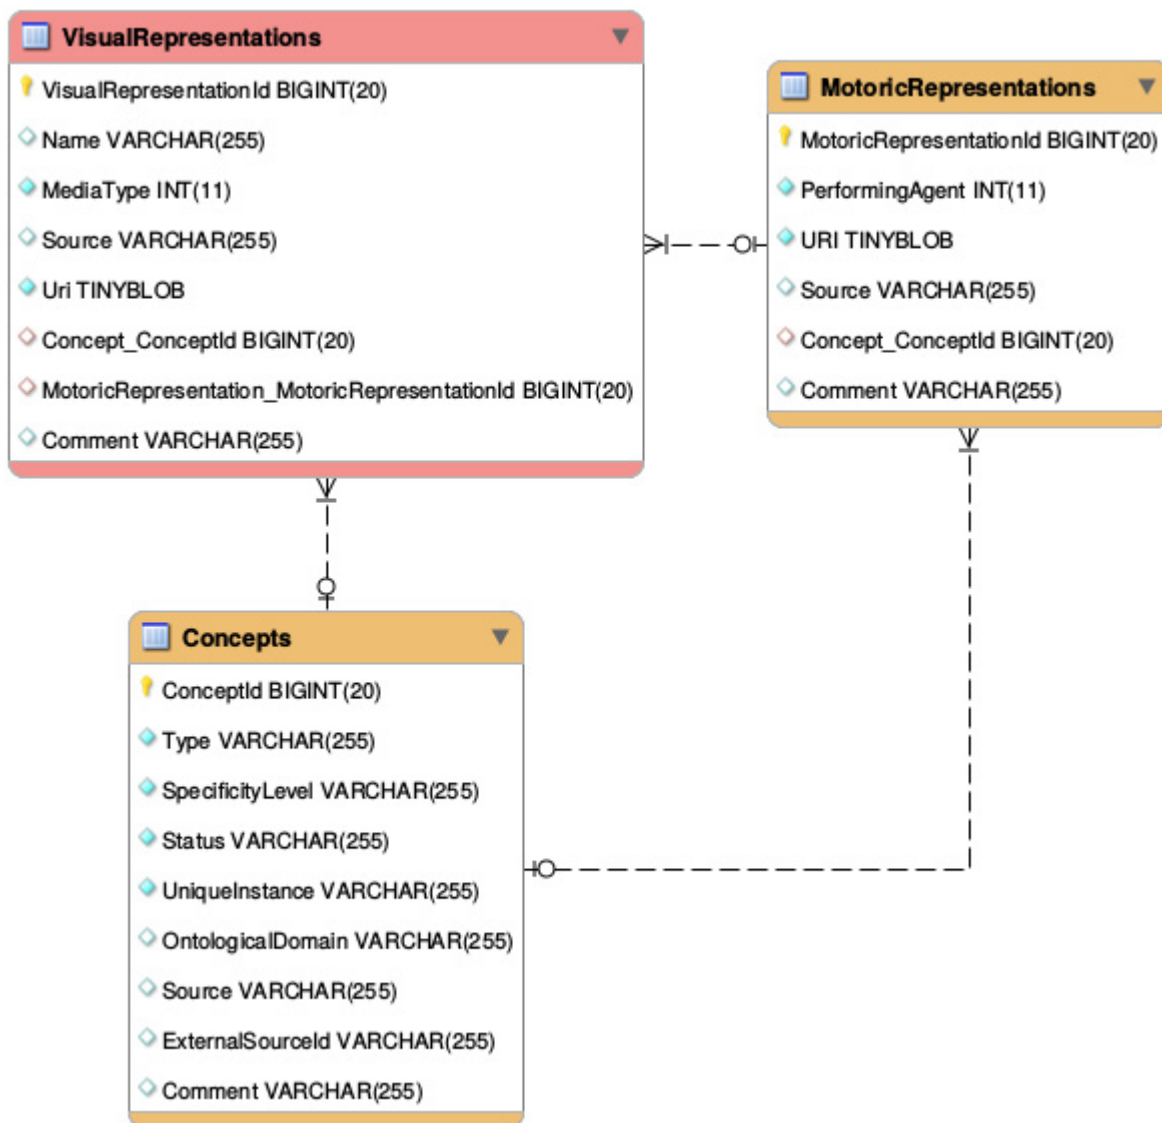 VisualRepresentations
VisualRepresentationId BIGINT(20)
Name VARCHAR(255)
MediaType INT(11)
Source VARCHAR(255)
Uri TINYBLOB
Concept_ConceptId BIGINT(20)
MotoricRepresentation_MotoricRepresentationId BIGINT(20)
Comment VARCHAR(255)
MotoricRepresentations
MotoricRepresentationId BIGINT(20)
PerformingAgent INT(11)
URI TINYBLOB
Source VARCHAR(255)
Concept_ConceptId BIGINT(20)
Comment VARCHAR(255)
Concepts
ConceptId BIGINT(20)
Type VARCHAR(255)
SpecificityLevel VARCHAR(255)
Status VARCHAR(255)
UniqueInstance VARCHAR(255)
OntologicalDomain VARCHAR(255)
Source VARCHAR(255)
ExternalSourceId VARCHAR(255)
Comment VARCHAR(255)